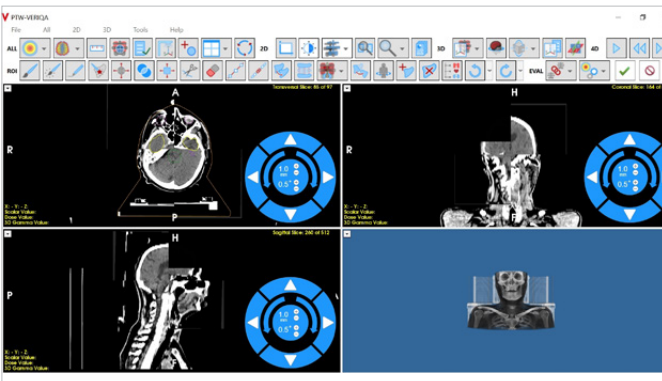 PTW-VERIQA
File All 2D 3D Tools Help
ALL 2D 3D 4D
ROI EVAL
Transversal Slice: 85 of 97
A
R
1.0
0.5°
P
X: - Y: - Z:
Scalar Value:
Dose Value:
3D Gamma Value:
Coronal Slice: 164 of
H
R
1.0
0.5°
F
X: - Y: - Z:
Scalar Value:
Dose Value:
3D Gamma Value:
Sagittal Slice: 260 of 512
H
P
1.0
0.5°
F
X: - Y: - Z:
Scalar Value:
Dose Value:
3D Gamma Value: